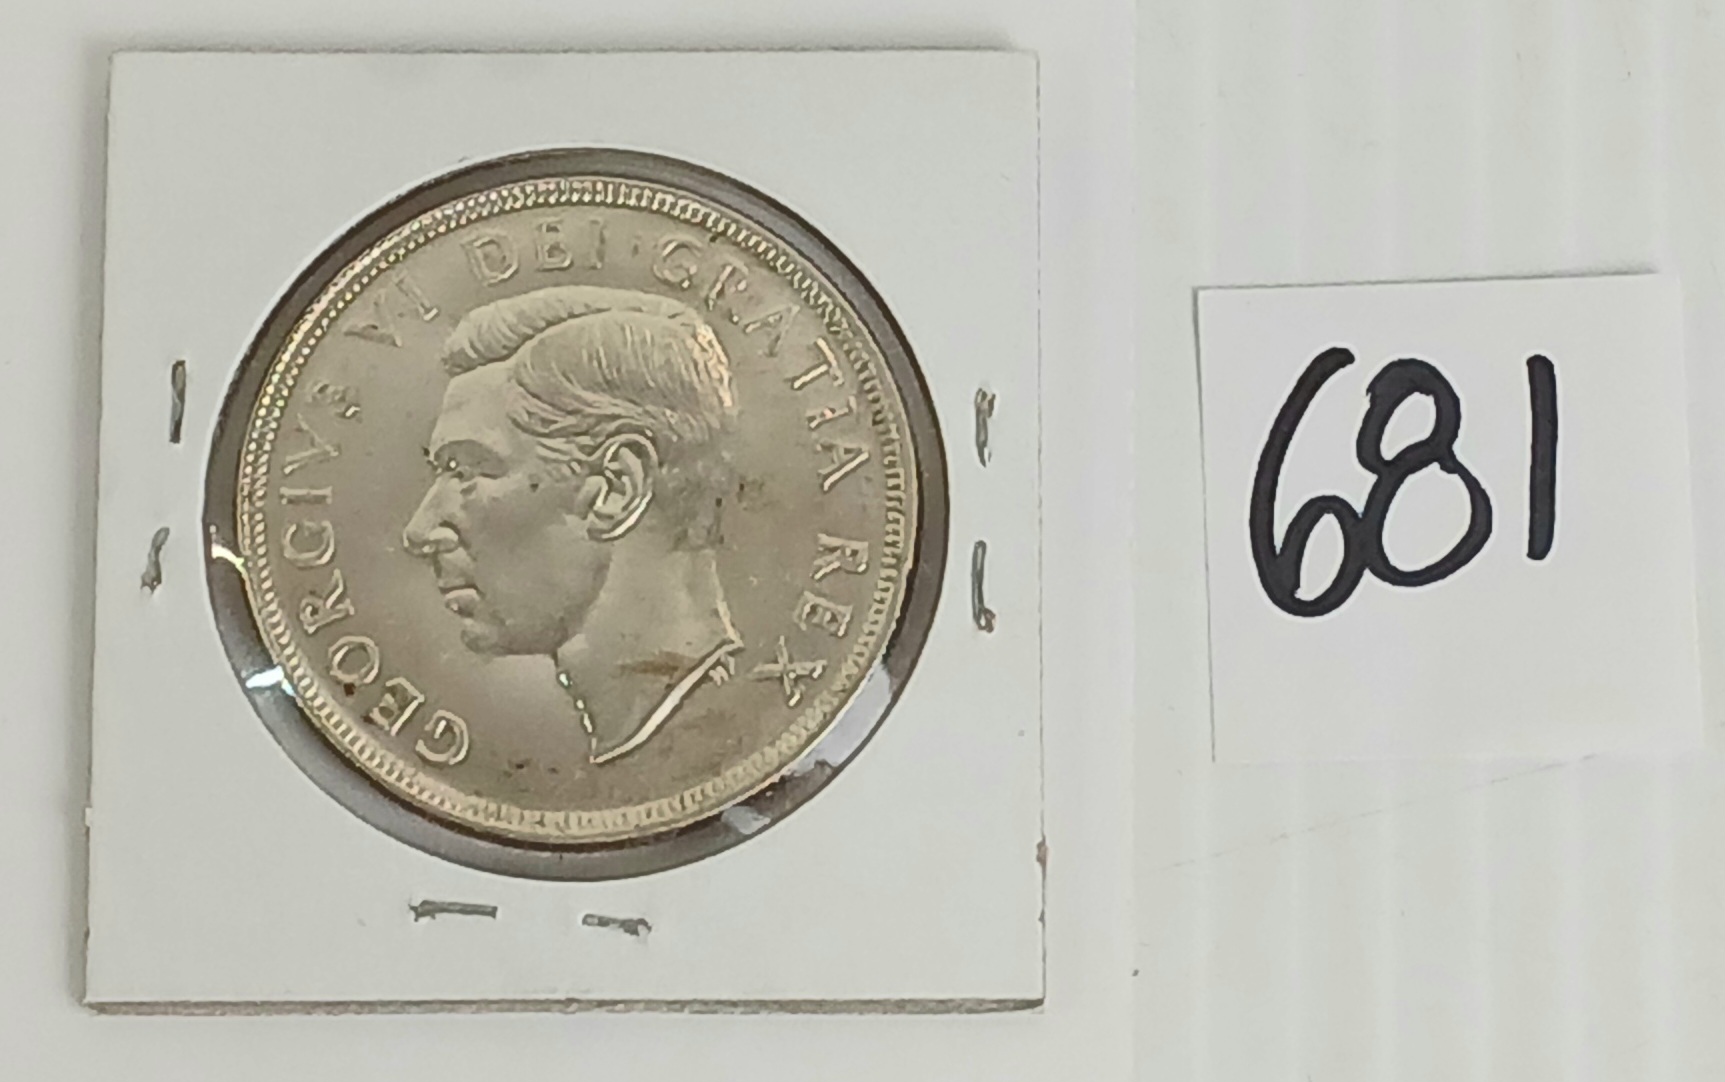 GEORGIVS VI DEI GRATIA REX
681